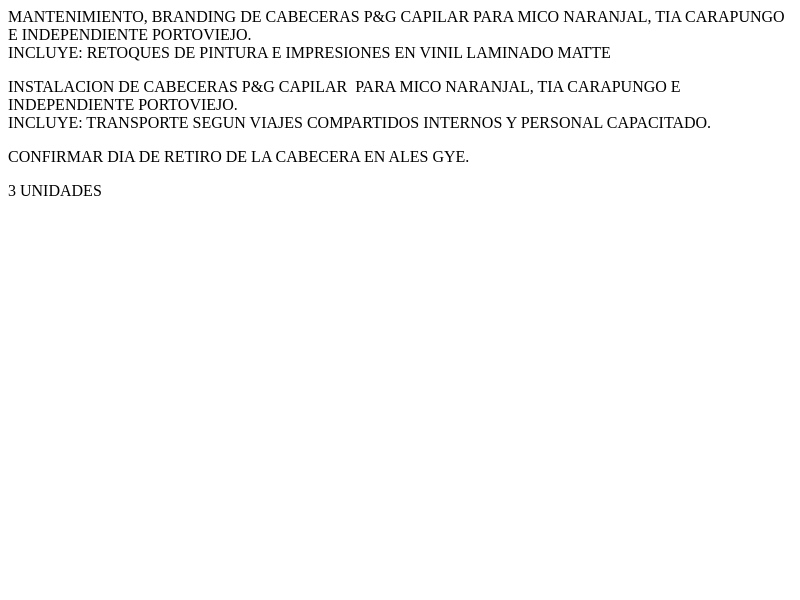 MANTENIMIENTO, BRANDING DE CABECERAS P&G CAPILAR PARA MICO NARANJAL, TIA CARAPUNGO
E INDEPENDIENTE PORTOVIEJO.
INCLUYE: RETOQUES DE PINTURA E IMPRESIONES EN VINIL LAMINADO MATTE
INSTALACION DE CABECERAS P&G CAPILAR  PARA MICO NARANJAL, TIA CARAPUNGO E
INDEPENDIENTE PORTOVIEJO.
INCLUYE: TRANSPORTE SEGUN VIAJES COMPARTIDOS INTERNOS Y PERSONAL CAPACITADO.
CONFIRMAR DIA DE RETIRO DE LA CABECERA EN ALES GYE.
3 UNIDADES